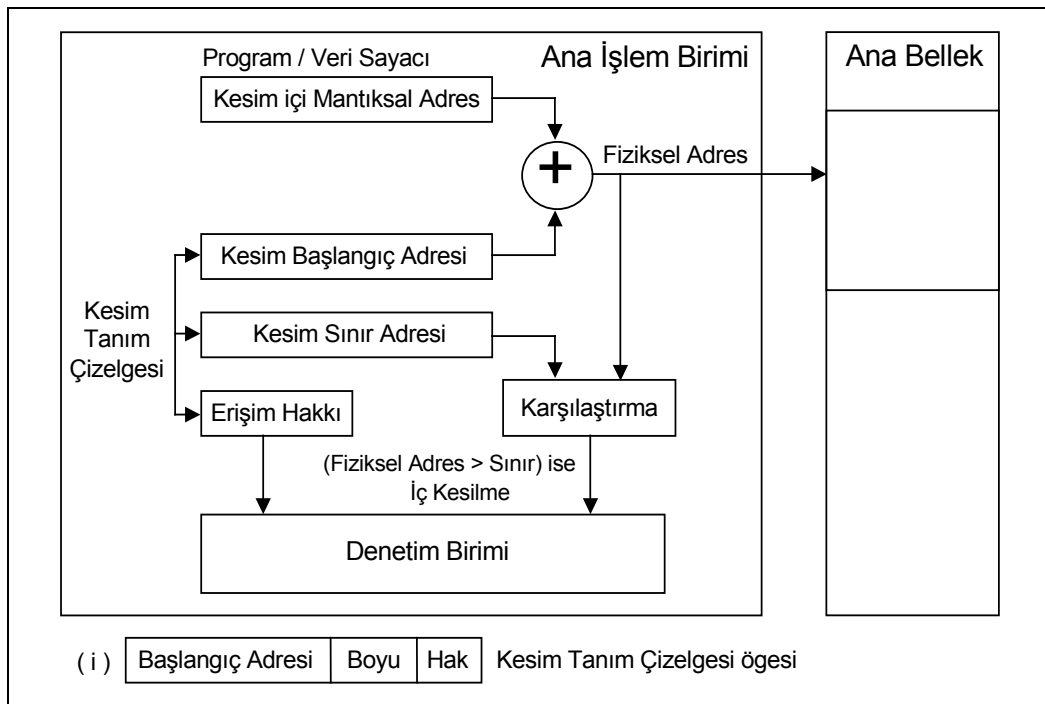 Program / Veri Sayacı
Ana İşlem Birimi
Ana Bellek
Kesim içi Mantıksal Adres
+
Fiziksel Adres
Kesim Başlangıç Adresi
Kesim
Tanım
Çizelgesi
Kesim Sınır Adresi
Erişim Hakkı
Karşılaştırma
(Fiziksel Adres > Sınır) ise
İç Kesilme
Denetim Birimi
( i ) Başlangıç Adresi Boyu Hak Kesim Tanım Çizelgesi ögesi